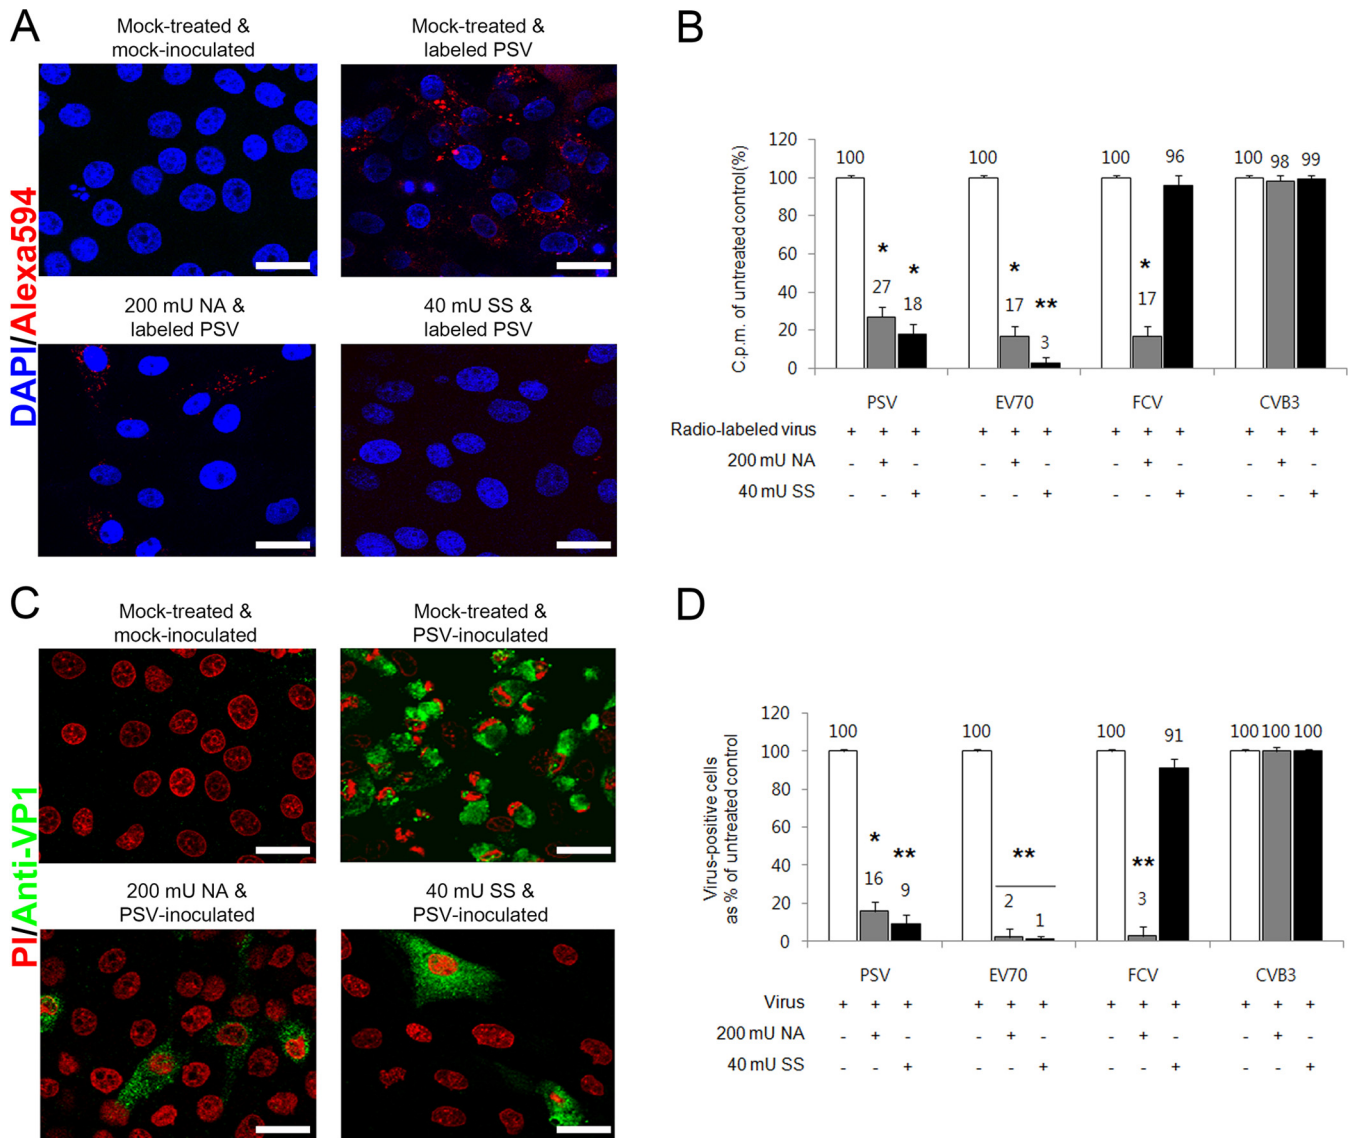 A
Mock-treated &
mock-inoculated
Mock-treated &
labeled PSV
200 mU NA &
labeled PSV
40 mU SS &
labeled PSV
DAPI/Alexa594
B
C.p.m. of untreated control(%)
120
100
80
60
40
20
0
100 27 18 100 17 3 100 17 96 100 98 99
* * * ** *
PSV EV70 FCV CVB3
Radio-labeled virus + + + + + + + + + + + +
200 mU NA - + - - + - - + - - + -
40 mU SS - - + - - + - - + - - +
C
Mock-treated &
mock-inoculated
Mock-treated &
PSV-inoculated
200 mU NA &
PSV-inoculated
40 mU SS &
PSV-inoculated
PI/Anti-VP1
D
Virus-positive cells
as % of untreated control
120
100
80
60
40
20
0
100 16 9 100 2 1 100 3 91 100 100 100
* ** ** **
PSV EV70 FCV CVB3
Virus + + + + + + + + + + + +
200 mU NA - + - - + - - + - - + -
40 mU SS - - + - - + - - + - - +